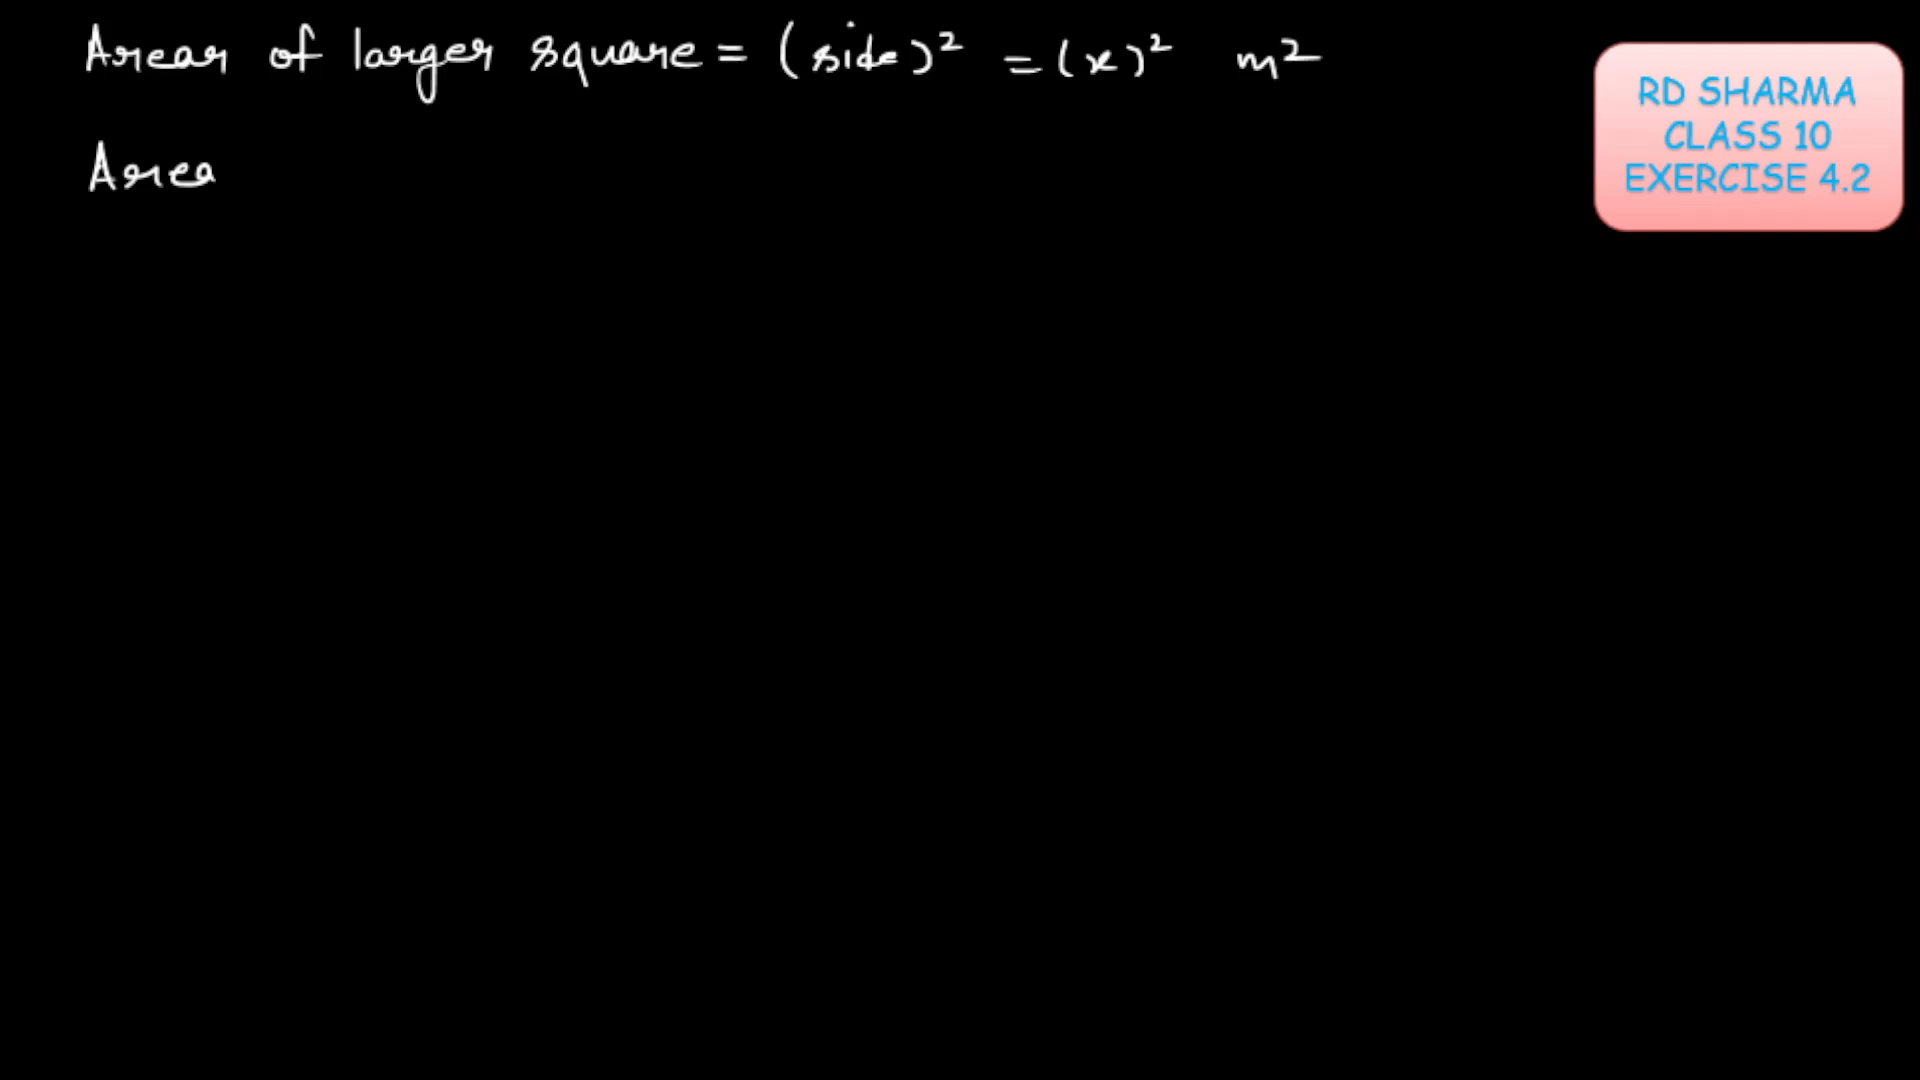 Arear of larger square = (side)² = (x)² m²
Area
RD SHARMA
CLASS 10
EXERCISE 4.2